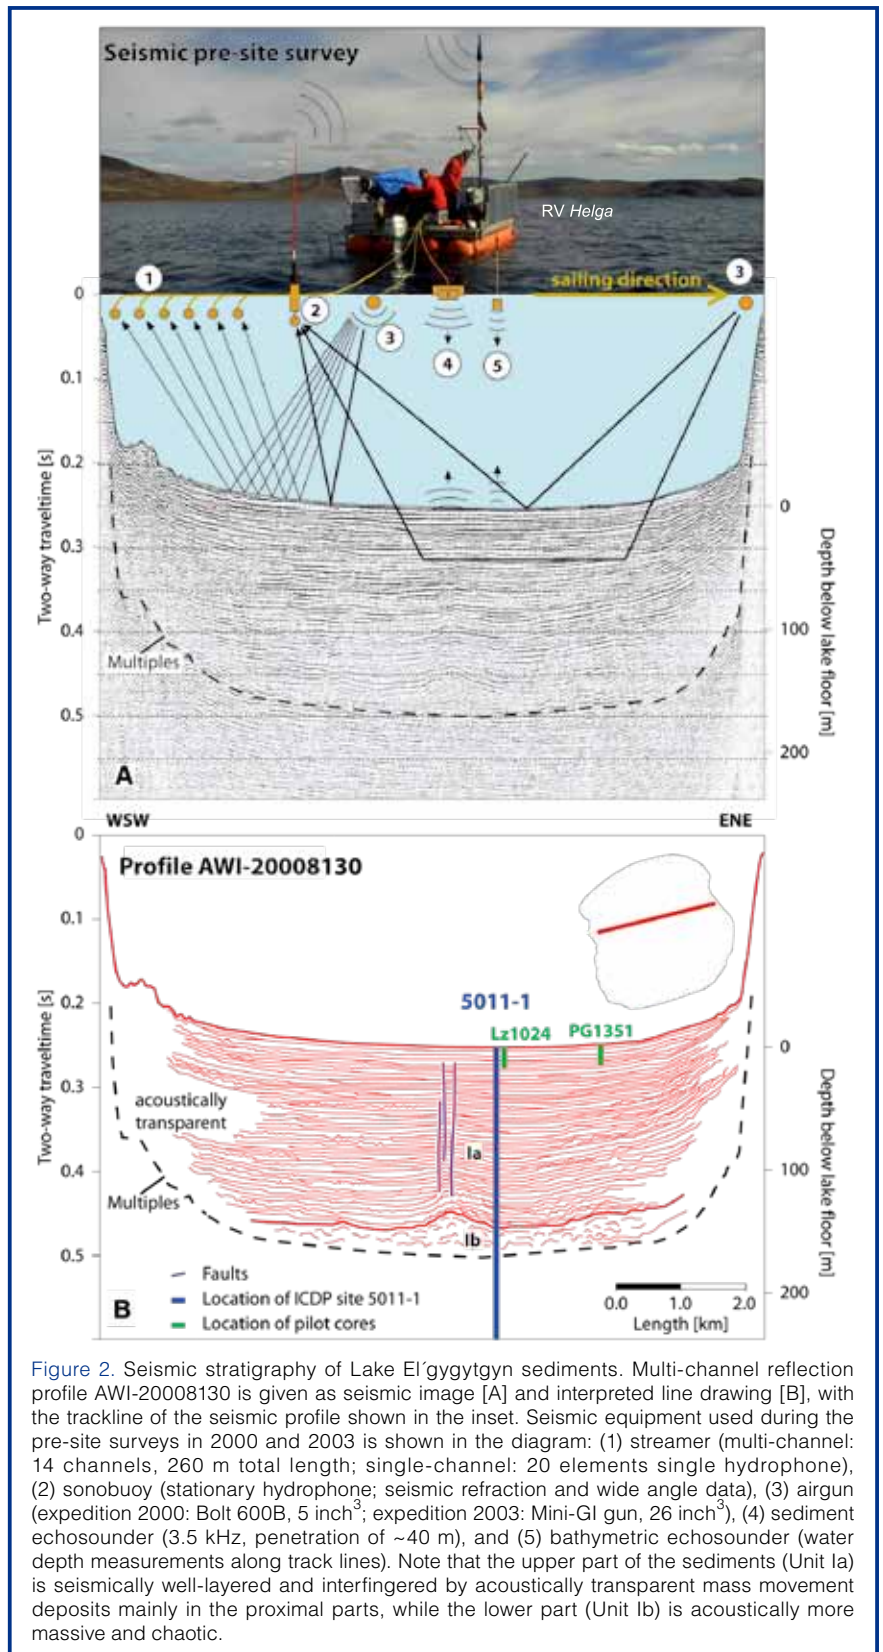 Seismic pre-site survey
RV Helga
1
sailing direction
3
0
2
3
4
5
0.1
0.2
0
0.3
0.4
100
Multiples
0.5
200
Two-way traveltime [s]
Depth below lake floor [m]
A
WSW
ENE
0
Profile AWI-20008130
0.1
0.2
5011-1
Lz1024
PG1351
0
0.3
acoustically
transparent
Ia
0.4
100
Multiples
Ib
0.5
Two-way traveltime [s]
Depth below lake floor [m]
200
Faults
Location of ICDP site 5011-1
Location of pilot cores
B
0.0 1.0 2.0
Length [km]
Figure 2. Seismic stratigraphy of Lake El´gygytgyn sediments. Multi-channel reflection
profile AWI-20008130 is given as seismic image [A] and interpreted line drawing [B], with
the trackline of the seismic profile shown in the inset. Seismic equipment used during the
pre-site surveys in 2000 and 2003 is shown in the diagram: (1) streamer (multi-channel:
14 channels, 260 m total length; single-channel: 20 elements single hydrophone),
(2) sonobuoy (stationary hydrophone; seismic refraction and wide angle data), (3) airgun
(expedition 2000: Bolt 600B, 5 inch³; expedition 2003: Mini-GI gun, 26 inch³), (4) sediment
echosounder (3.5 kHz, penetration of ~40 m), and (5) bathymetric echosounder (water
depth measurements along track lines). Note that the upper part of the sediments (Unit Ia)
is seismically well-layered and interfingered by acoustically transparent mass movement
deposits mainly in the proximal parts, while the lower part (Unit Ib) is acoustically more
massive and chaotic.